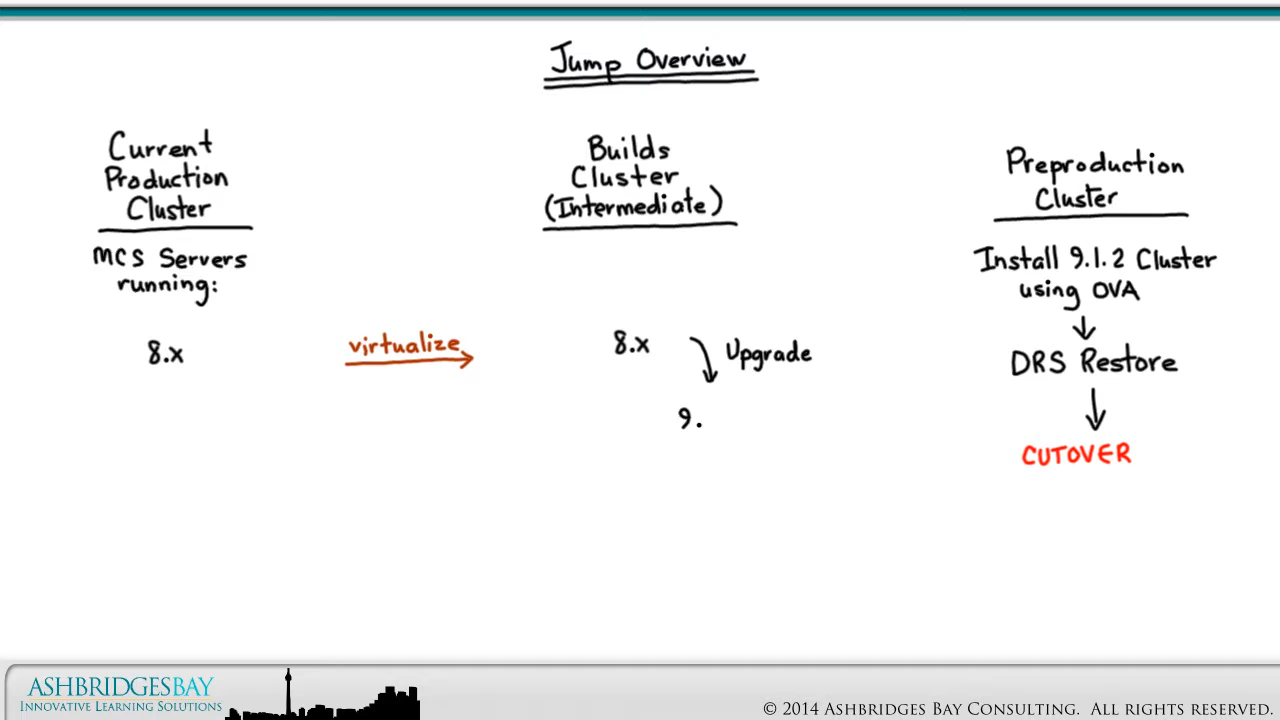 Jump Overview
Current
Production
Cluster
MCS Servers
running:
8.x
virtualize
Builds
Cluster
(Intermediate)
8.x
Upgrade
9.
Preproduction
Cluster
Install 9.1.2 Cluster
using OVA
DRS Restore
CUTOVER
ASHBRIDGESBAY
INNOVATIVE LEARNING SOLUTIONS
© 2014 ASHBRIDGES BAY CONSULTING. ALL RIGHTS RESERVED.